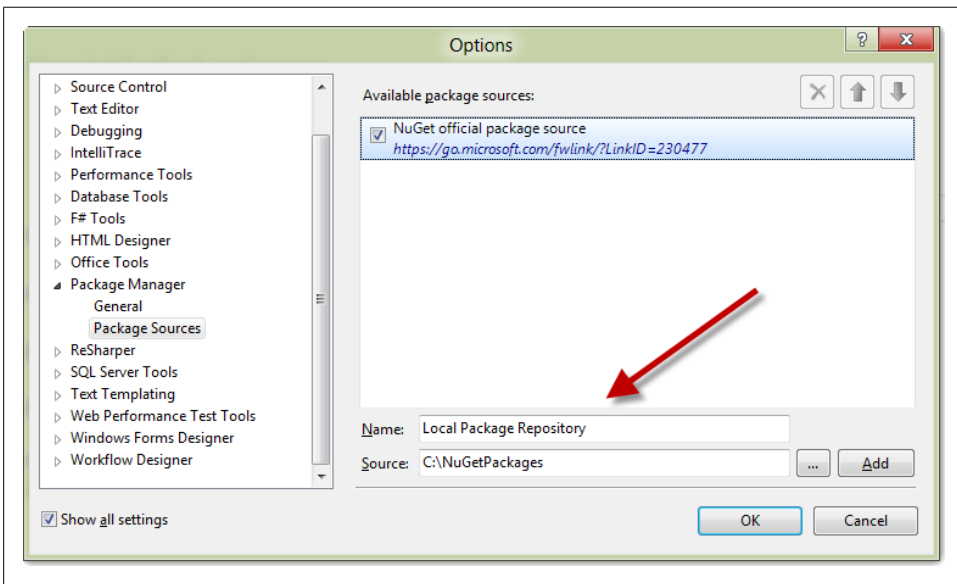 Options
Source Control
Text Editor
Debugging
IntelliTrace
Performance Tools
Database Tools
F# Tools
HTML Designer
Office Tools
Package Manager
General
Package Sources
ReSharper
SQL Server Tools
Text Templating
Web Performance Test Tools
Windows Forms Designer
Workflow Designer
Show all settings
Available package sources:
NuGet official package source
https://go.microsoft.com/fwlink/?LinkID=230477
Name: Local Package Repository
Source: C:\NuGetPackages ... Add
OK Cancel